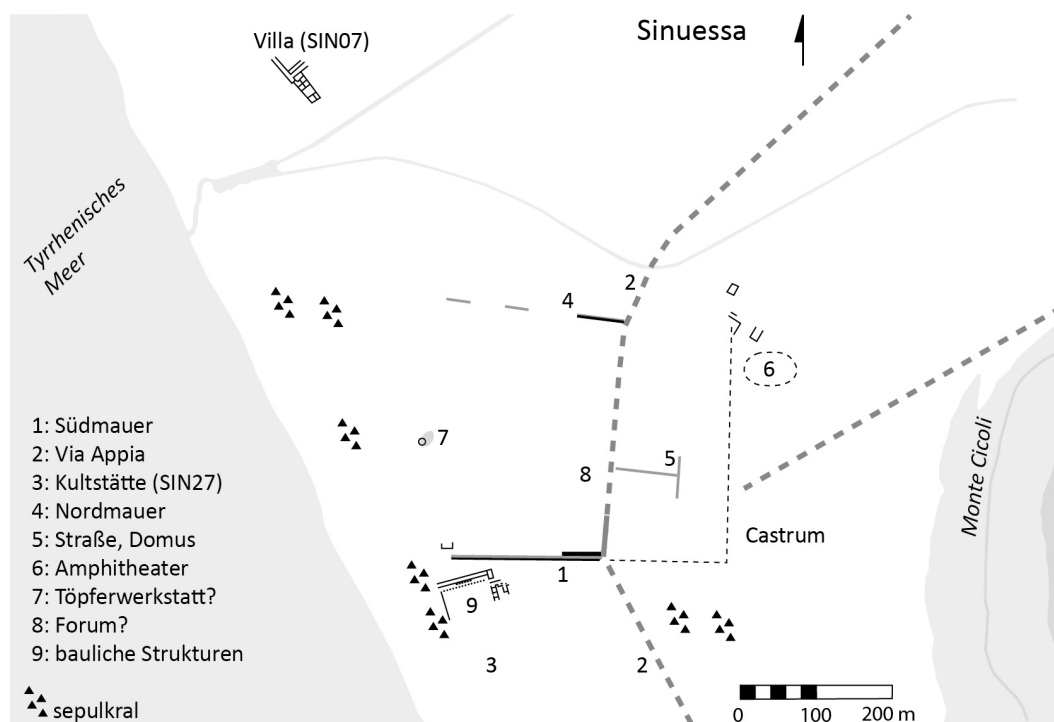 Sinuessa
Villa (SIN07)
Tyrrhenisches
Meer
2
4
6
7
5
8
Monte Cicoli
Castrum
1
9
3
2
1: Südmauer
2: Via Appia
3: Kultstätte (SIN27)
4: Nordmauer
5: Straße, Domus
6: Amphitheater
7: Töpferwerkstatt?
8: Forum?
9: bauliche Strukturen
sepulkral
0 100 200 m